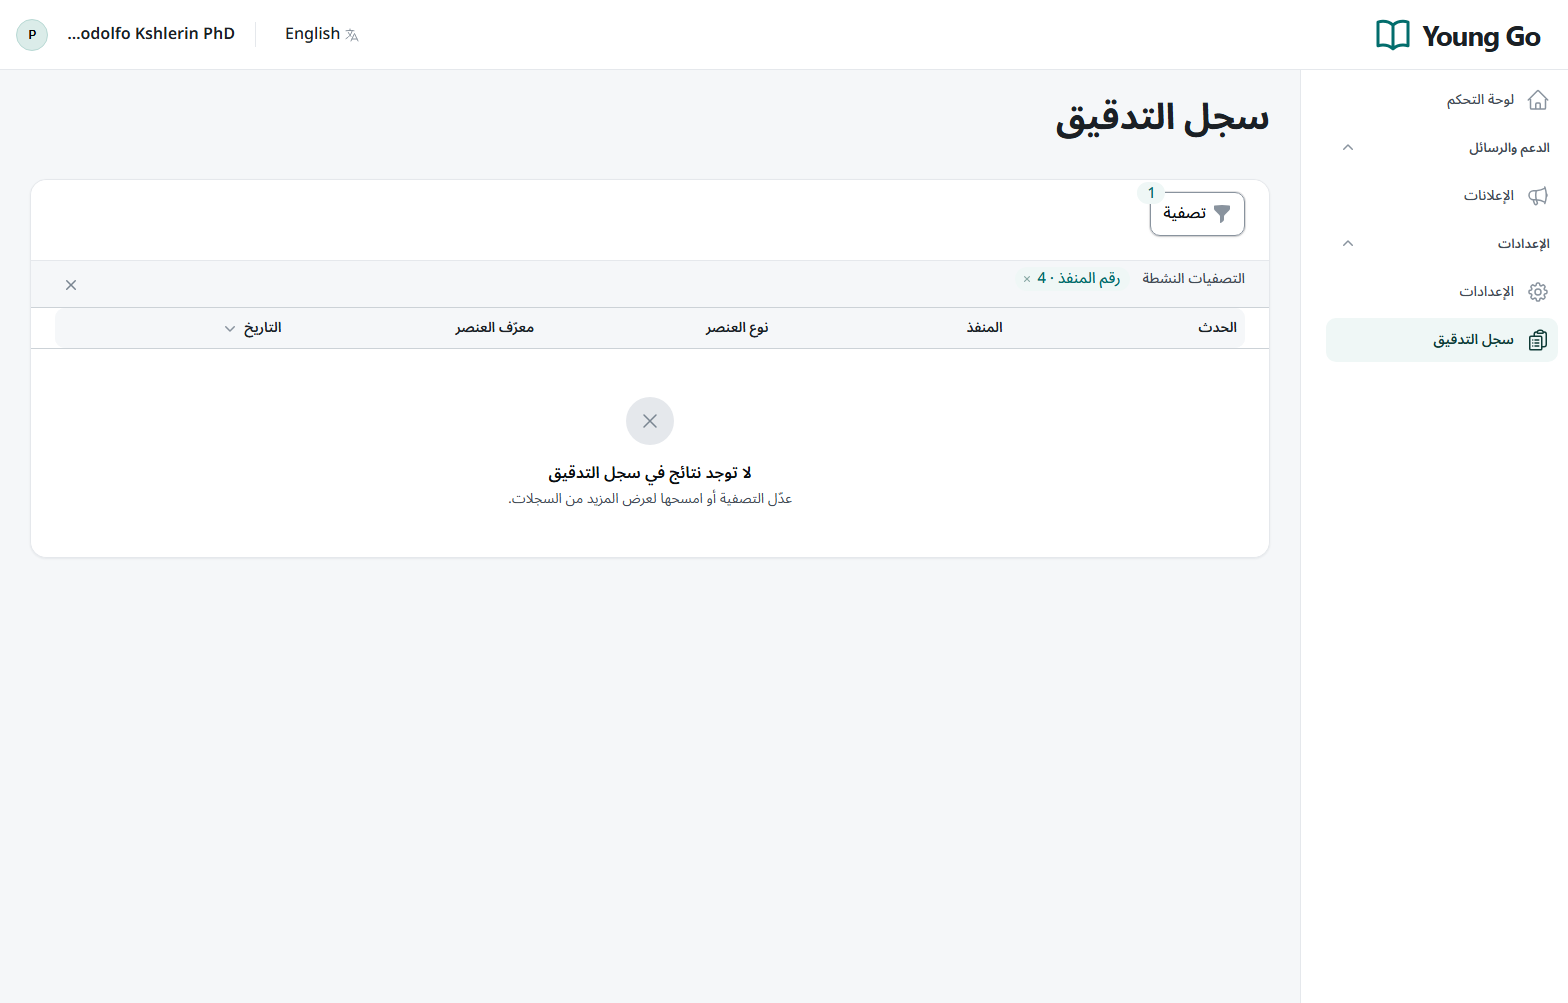 Young Go
English
...odolfo Kshlerin PhD
P
لوحة التحكم
الدعم والرسائل
الإعلانات
الإعدادات
الإعدادات
سجل التدقيق
سجل التدقيق
تصفية
1
التصفيات النشطة
رقم المنفذ · 4 ×
الحدث
المنفذ
نوع العنصر
معرّف العنصر
التاريخ
لا توجد نتائج في سجل التدقيق
عدّل التصفية أو امسحها لعرض المزيد من السجلات.